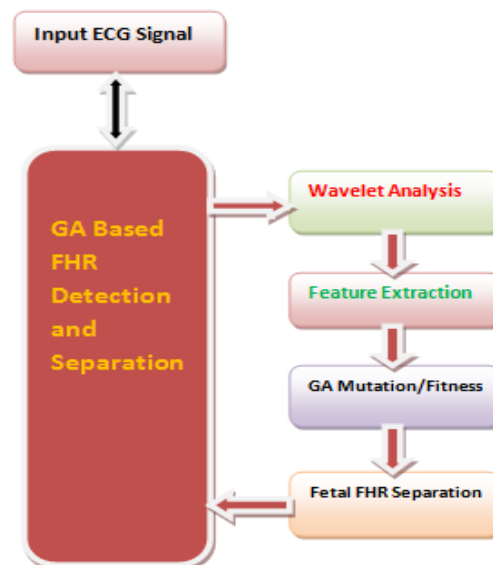 Input ECG Signal
GA Based
FHR
Detection
and
Separation
Wavelet Analysis
Feature Extraction
GA Mutation/Fitness
Fetal FHR Separation